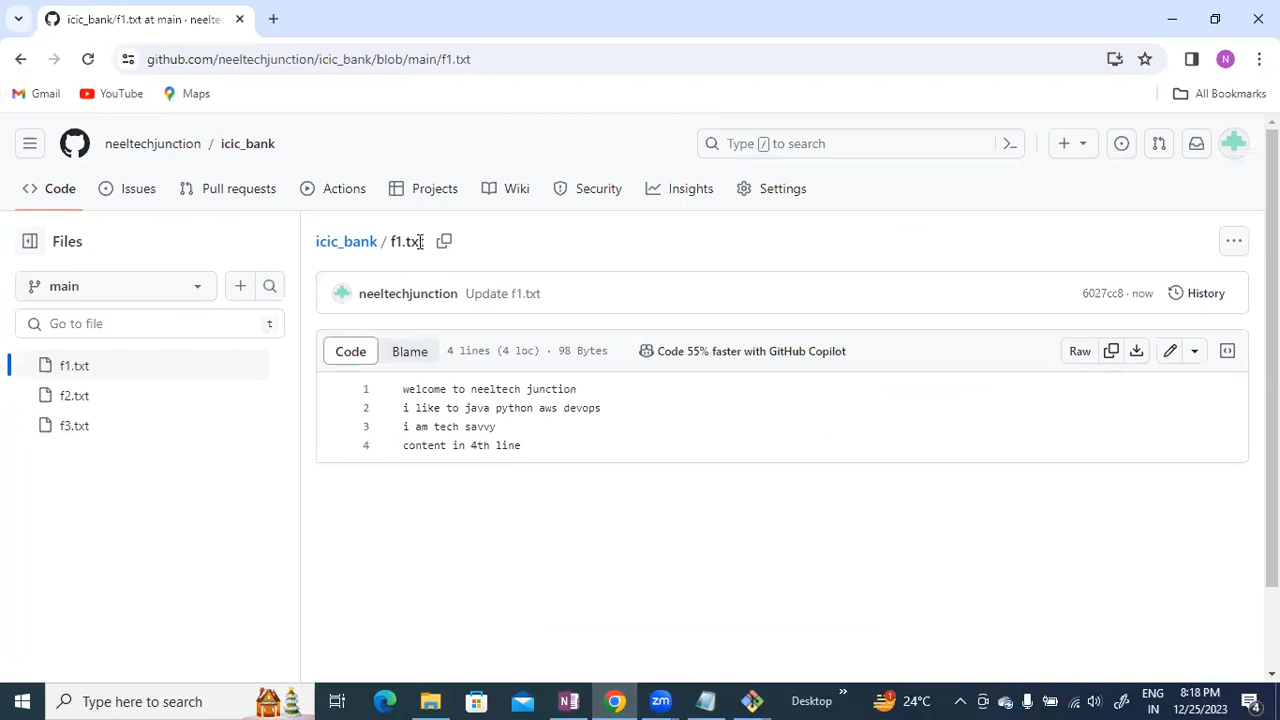 icic_bank/f1.txt at main · neelte
github.com/neeltechjunction/icic_bank/blob/main/f1.txt
Gmail YouTube Maps All Bookmarks
neeltechjunction / icic_bank Type / to search
Code Issues Pull requests Actions Projects Wiki Security Insights Settings
Files icic_bank / f1.txt
main neeltechjunction Update f1.txt 6027cc8 · now History
Go to file t
Code Blame 4 lines (4 loc) · 98 Bytes Code 55% faster with GitHub Copilot Raw
f1.txt
f2.txt
f3.txt
1 welcome to neeltech junction
2 i like to java python aws devops
3 i am tech savvy
4 content in 4th line
Type here to search Desktop 24°C ENG IN 8:18 PM 12/25/2023 4